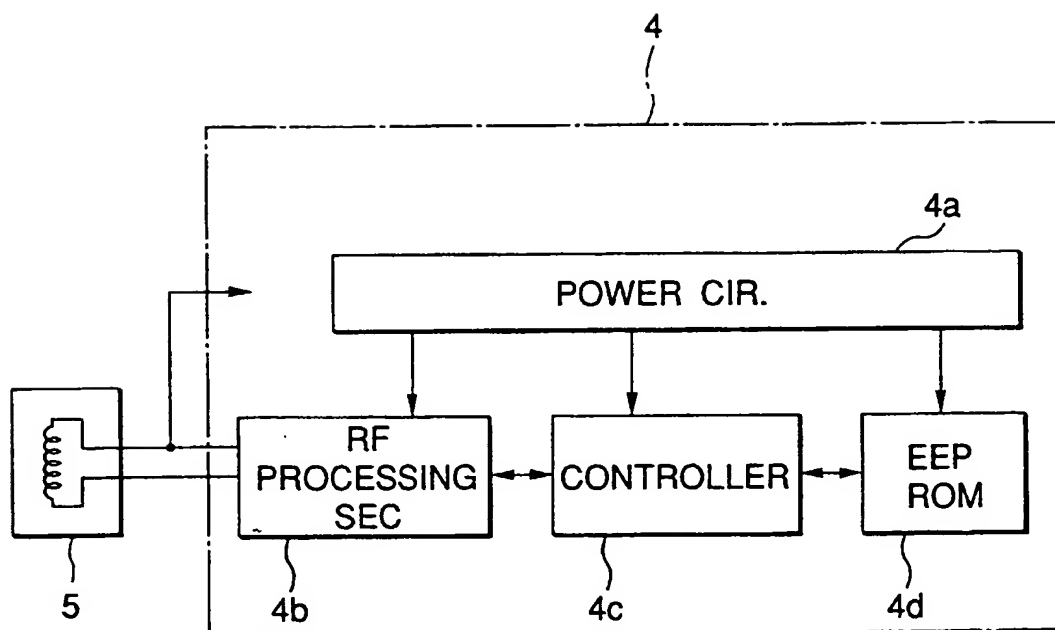 4
4a
POWER CIR.
RF
PROCESSING
SEC
CONTROLLER
EEP
ROM
5
4b
4c
4d